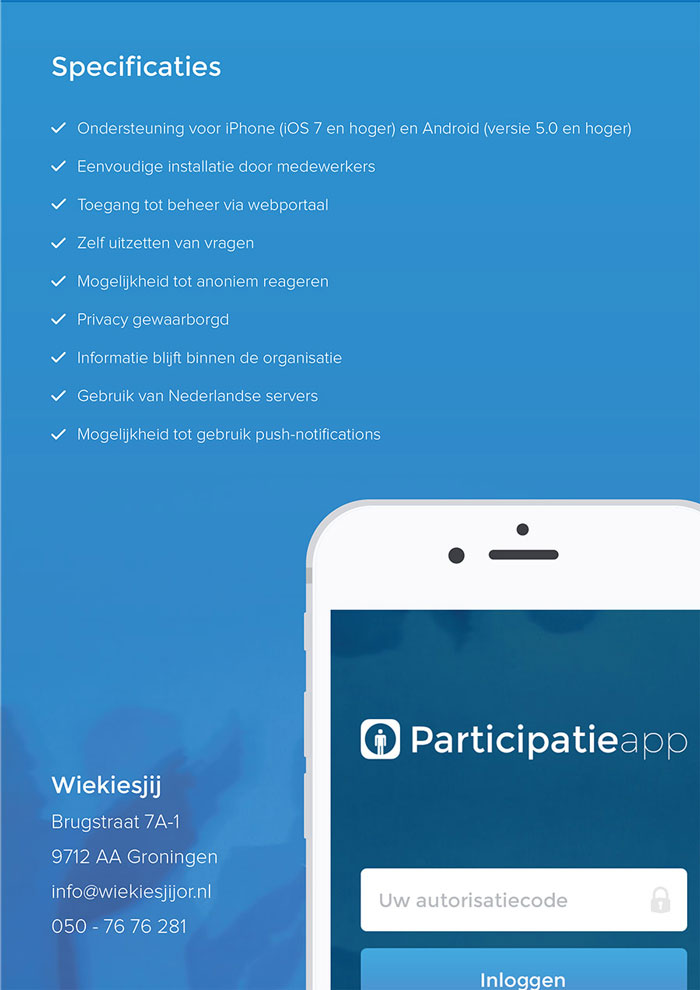 Specificaties
Ondersteuning voor iPhone (iOS 7 en hoger) en Android (versie 5.0 en hoger)
Eenvoudige installatie door medewerkers
Toegang tot beheer via webportaal
Zelf uitzetten van vragen
Mogelijkheid tot anoniem reageren
Privacy gewaarborgd
Informatie blijft binnen de organisatie
Gebruik van Nederlandse servers
Mogelijkheid tot gebruik push-notifications
Participatieapp
Uw autorisatiecode
Inloggen
Wiekiesjij
Brugstraat 7A-1
9712 AA Groningen
info@wiekiesjijor.nl
050 - 76 76 281